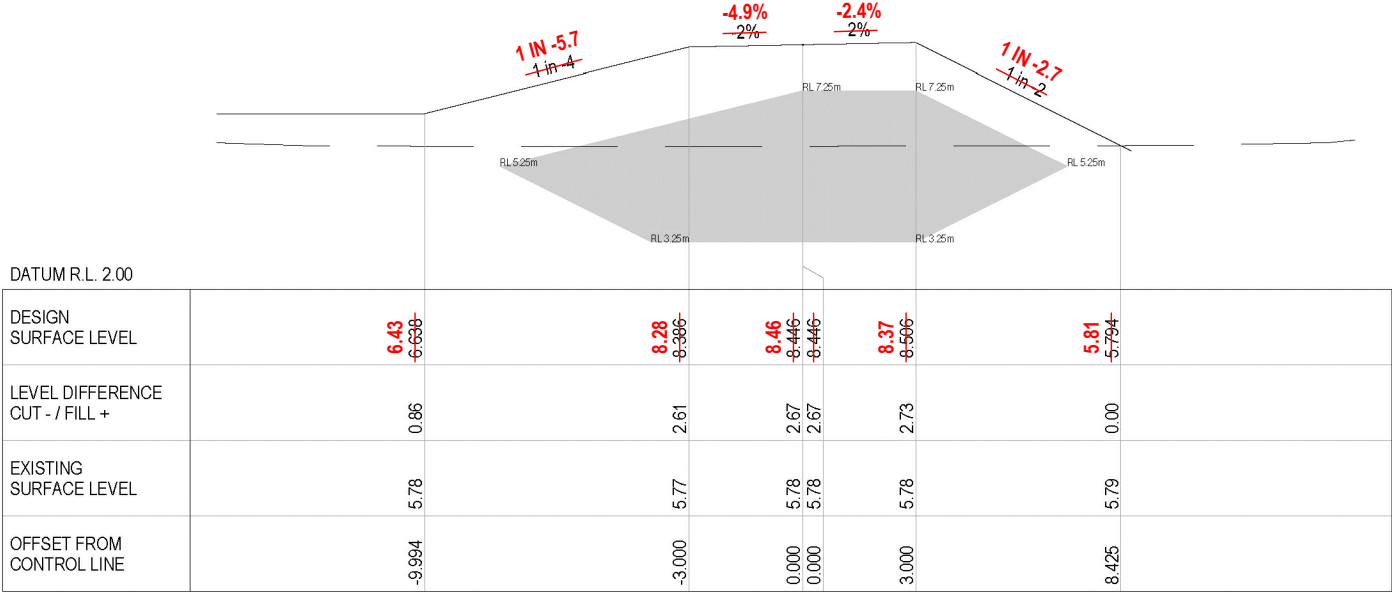 -4.9%
-2.4%
2%
2%
1 IN -5.7
1 in -4
1 IN -2.7
1 in -2
RL 7.25m
RL 7.25m
RL 5.25m
RL 5.25m
RL 3.25m
RL 3.25m
DATUM R.L. 2.00
DESIGN
SURFACE LEVEL
6.43
6.638
8.28
8.386
8.46
8.446
8.446
8.37
8.506
5.81
5.794
LEVEL DIFFERENCE
CUT - / FILL +
0.86
2.61
2.67
2.67
2.73
0.00
EXISTING
SURFACE LEVEL
5.78
5.77
5.78
5.78
5.78
5.79
OFFSET FROM
CONTROL LINE
-9.994
-3.000
0.000
0.000
3.000
8.425